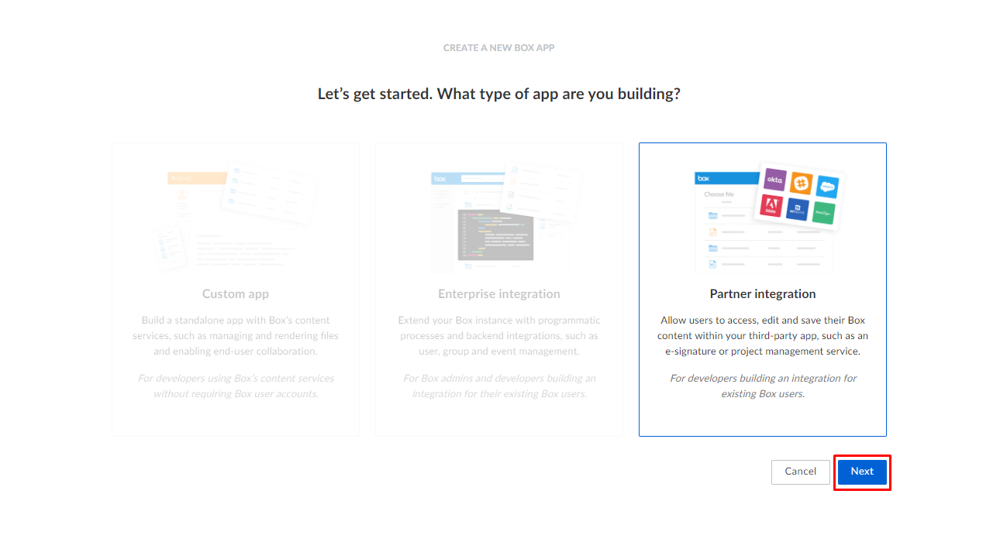 CREATE A NEW BOX APP
Let's get started. What type of app are you building?
box
box
Choose file
okta
Adobe
Custom app
Build a standalone app with Box's content
services, such as managing and rendering files
and enabling end-user collaboration.
For developers using Box's content services
without requiring Box user accounts.
Enterprise integration
Extend your Box instance with programmatic
processes and backend integrations, such as
user, group and event management.
For Box admins and developers building an
integration for their existing Box users.
Partner integration
Allow users to access, edit and save their Box
content within your third-party app, such as an
e-signature or project management service.
For developers building an integration for
existing Box users.
Cancel
Next